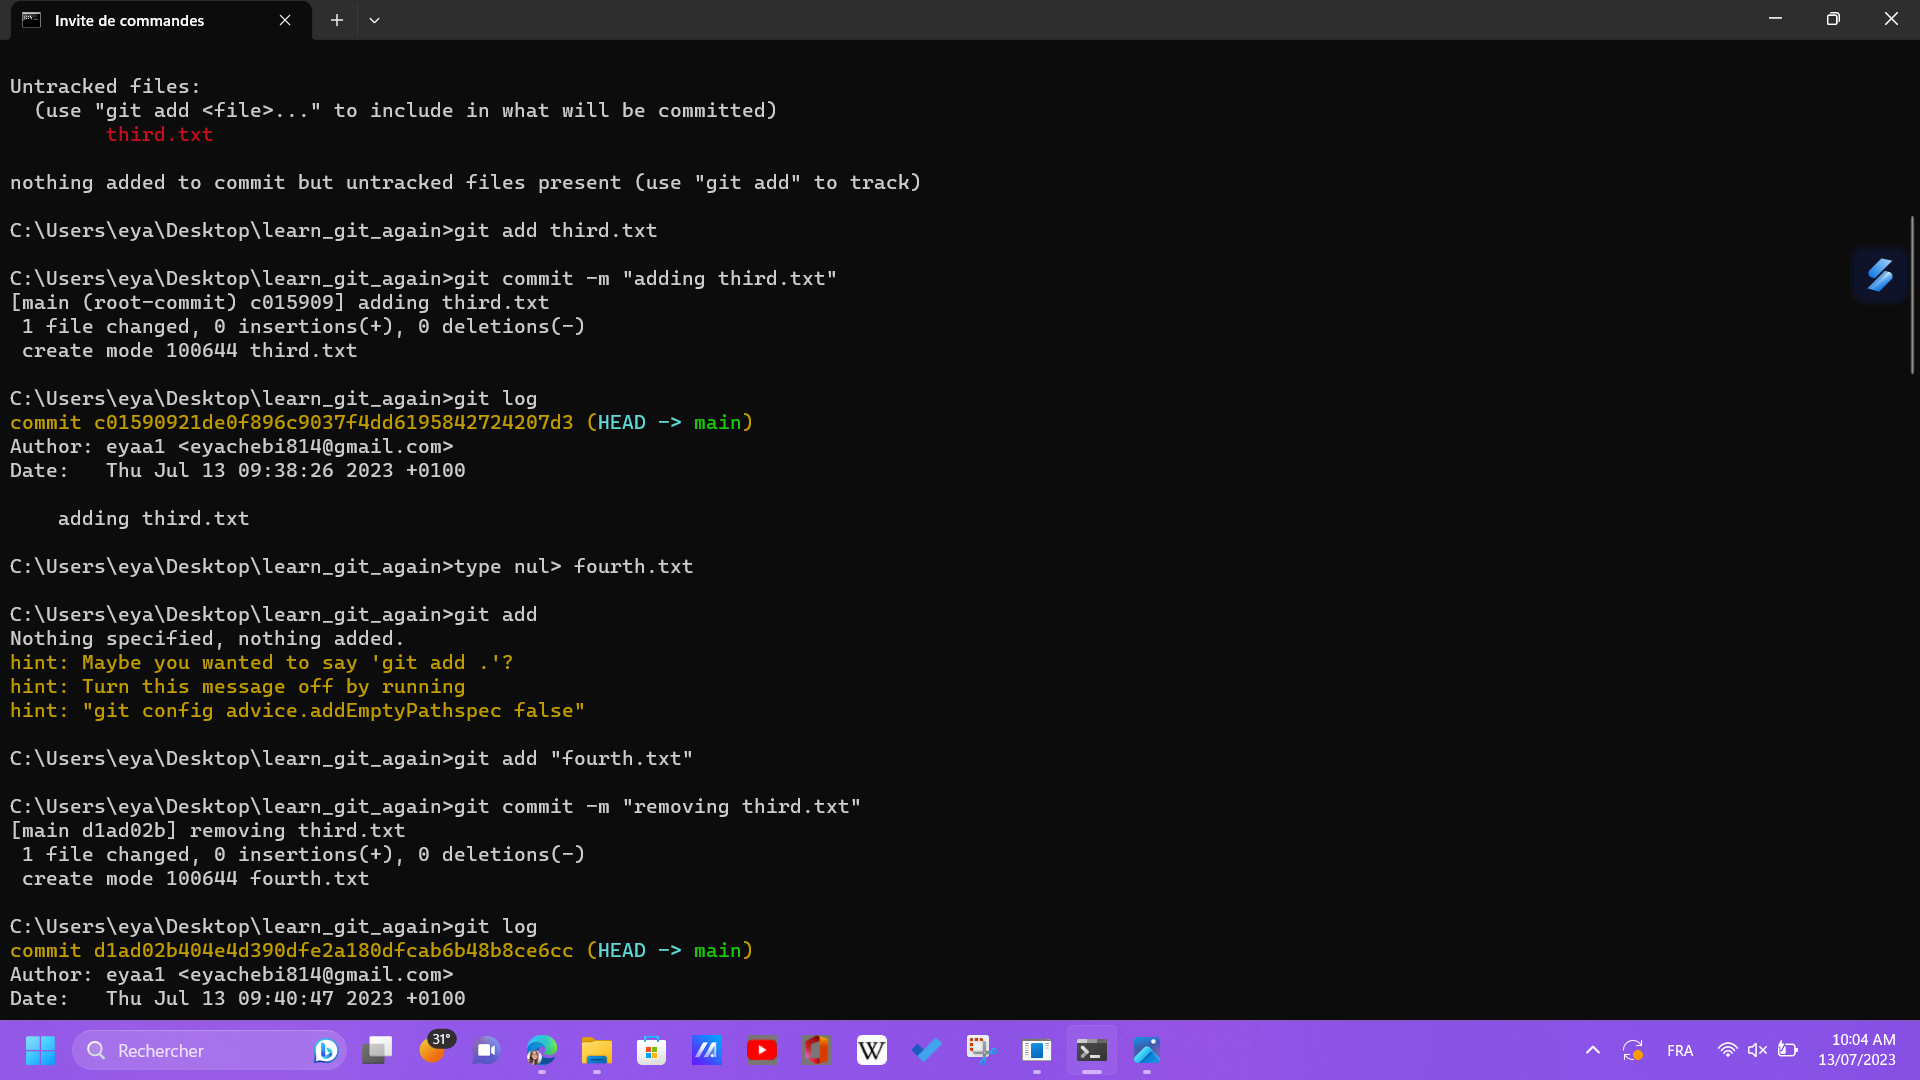 Invite de commandes
Untracked files:
(use "git add <file>..." to include in what will be committed)
third.txt
nothing added to commit but untracked files present (use "git add" to track)
C:\Users\eya\Desktop\learn_git_again>git add third.txt
C:\Users\eya\Desktop\learn_git_again>git commit -m "adding third.txt"
[main (root-commit) c015909] adding third.txt
1 file changed, 0 insertions(+), 0 deletions(-)
create mode 100644 third.txt
C:\Users\eya\Desktop\learn_git_again>git log
commit c01590921de0f896c9037f4dd6195842724207d3 (HEAD -> main)
Author: eyaa1 <eyachebi814@gmail.com>
Date:   Thu Jul 13 09:38:26 2023 +0100
adding third.txt
C:\Users\eya\Desktop\learn_git_again>type nul> fourth.txt
C:\Users\eya\Desktop\learn_git_again>git add
Nothing specified, nothing added.
hint: Maybe you wanted to say 'git add .'?
hint: Turn this message off by running
hint: "git config advice.addEmptyPathspec false"
C:\Users\eya\Desktop\learn_git_again>git add "fourth.txt"
C:\Users\eya\Desktop\learn_git_again>git commit -m "removing third.txt"
[main d1ad02b] removing third.txt
1 file changed, 0 insertions(+), 0 deletions(-)
create mode 100644 fourth.txt
C:\Users\eya\Desktop\learn_git_again>git log
commit d1ad02b404e4d390dfe2a180dfcab6b48b8ce6cc (HEAD -> main)
Author: eyaa1 <eyachebi814@gmail.com>
Date:   Thu Jul 13 09:40:47 2023 +0100
Rechercher
31°
W
FRA
10:04 AM
13/07/2023